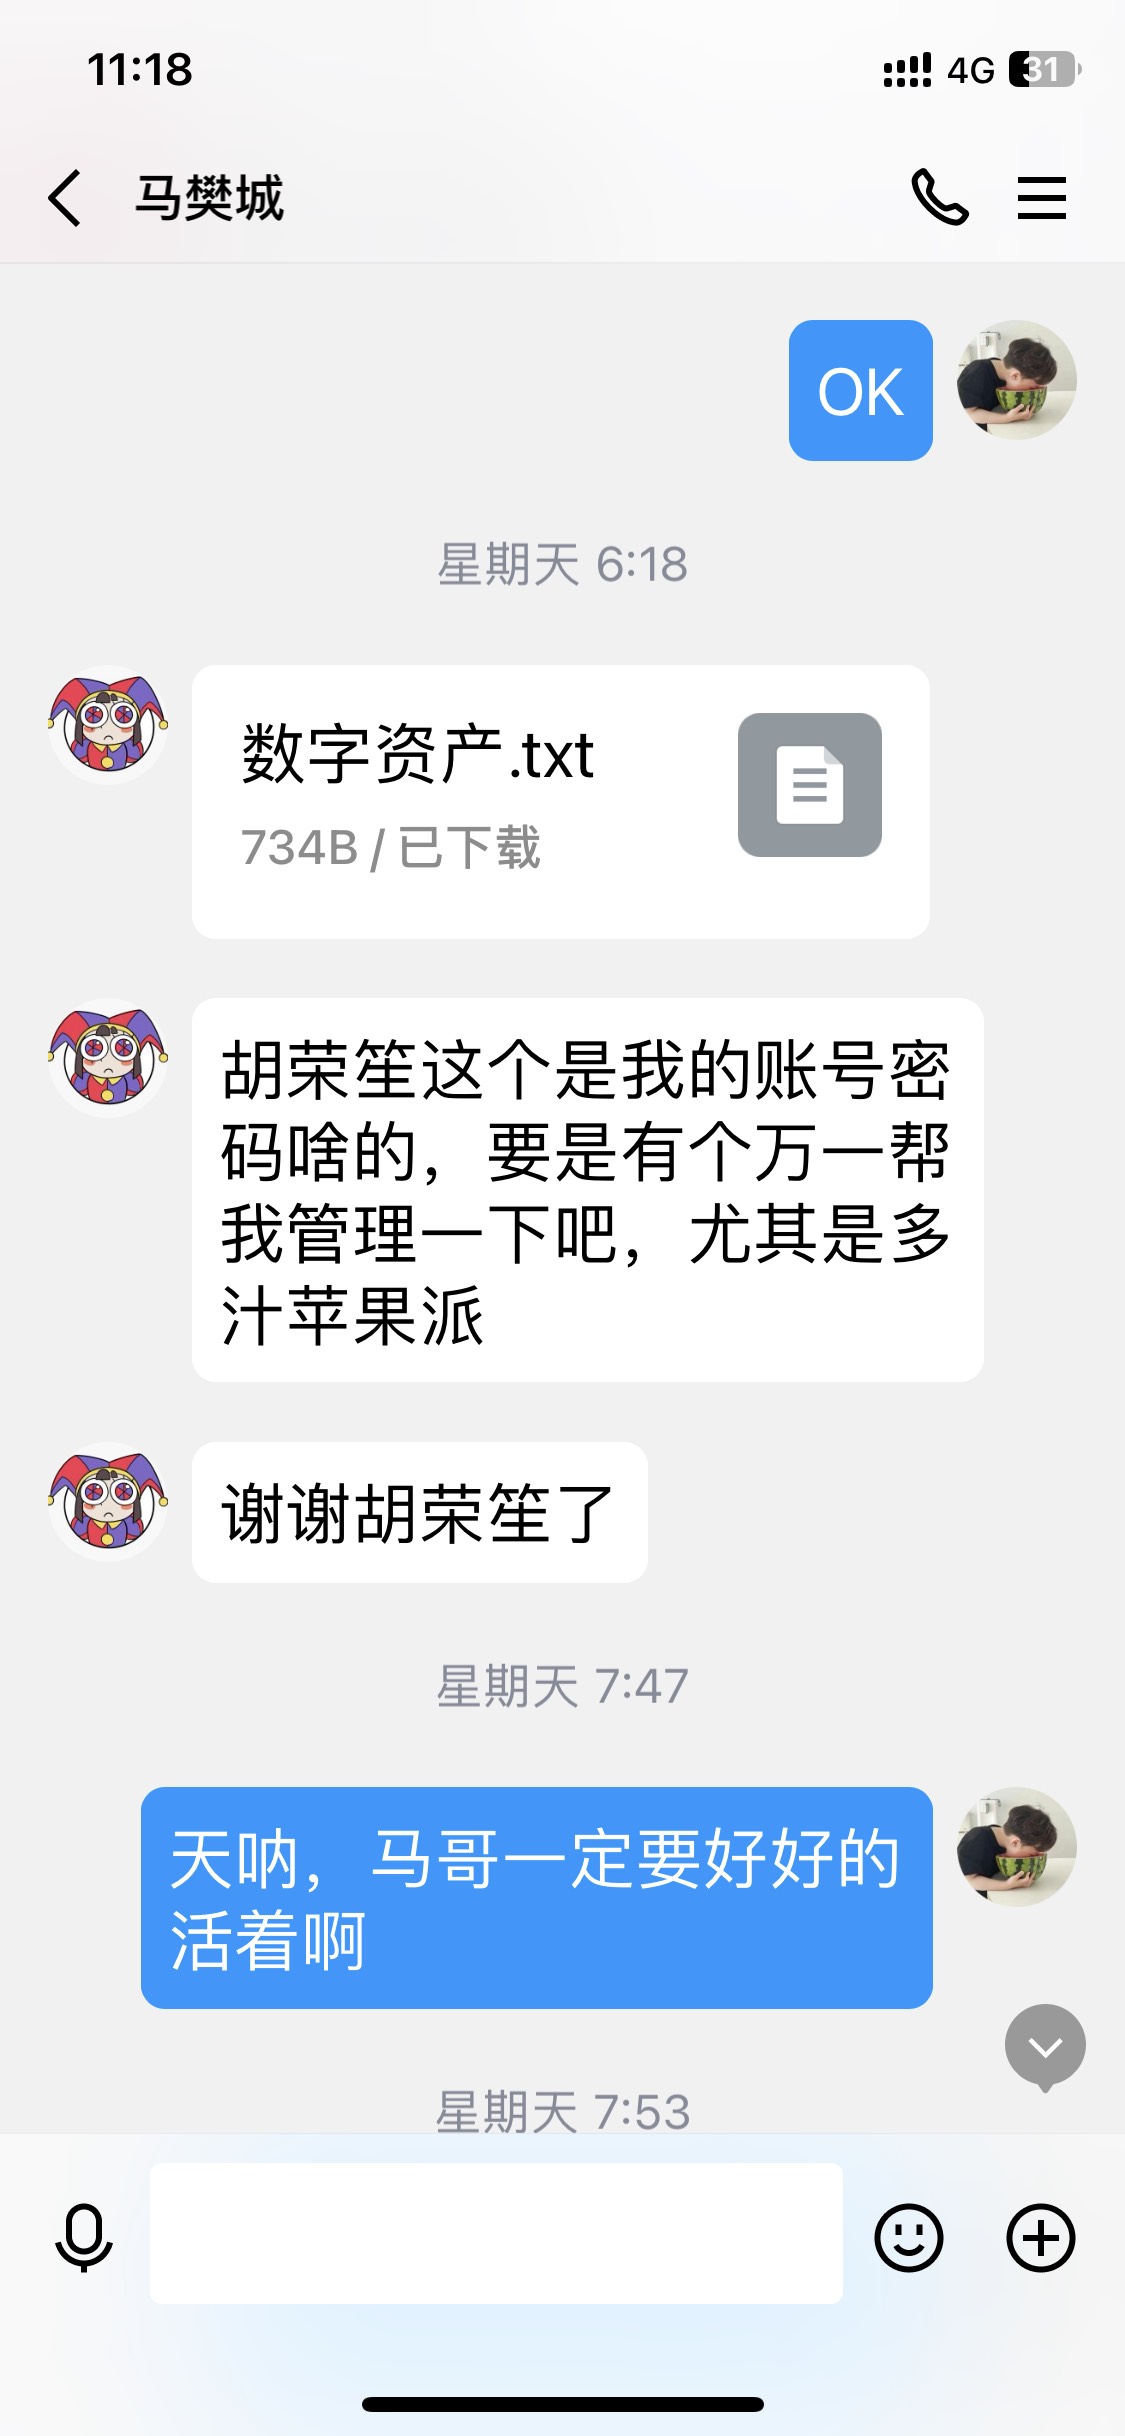 11:18
4G
31
马樊城
OK
星期天 6:18
数字资产.txt
734B / 已下载
胡荣笙这个是我的账号密
码啥的，要是有个万一帮
我管理一下吧，尤其是多
汁苹果派
谢谢胡荣笙了
星期天 7:47
天呐，马哥一定要好好的
活着啊
星期天 7:53